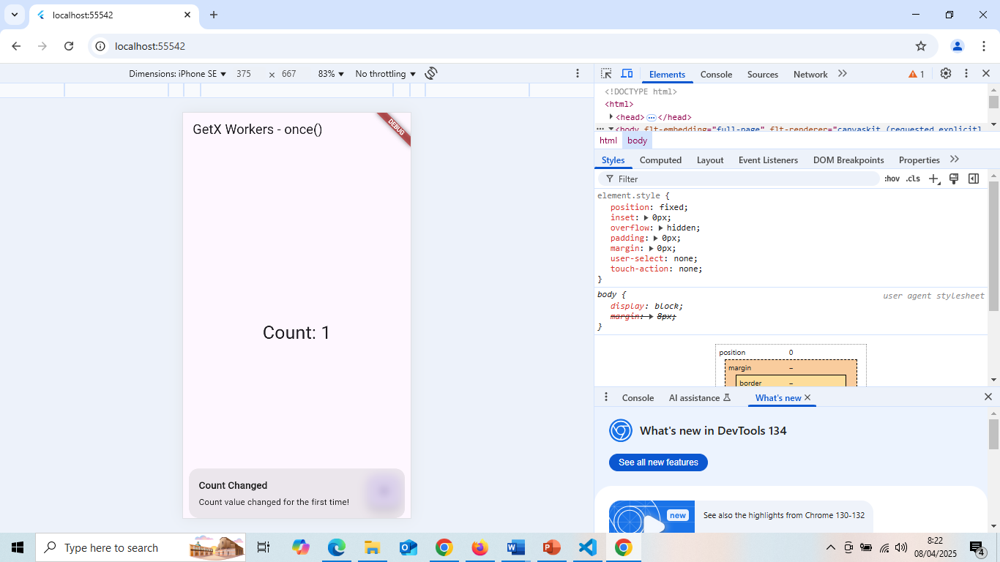 localhost:55542
localhost:55542
Dimensions: iPhone SE 375 × 667 83% No throttling
GetX Workers - once()
DEBUG
Count: 1
Count Changed
Count value changed for the first time!
Elements Console Sources Network 1
<!DOCTYPE html>
<html>
<head> ⋯ </head>
⋯ <body flt-embedding="full-page" flt-renderer="canvaskit (requested explicitl
html body
Styles Computed Layout Event Listeners DOM Breakpoints Properties
Filter :hov .cls
element.style {
position: fixed;
inset: 0px;
overflow: hidden;
padding: 0px;
margin: 0px;
user-select: none;
touch-action: none;
}
body { user agent stylesheet
display: block;
margin: 8px;
}
position 0
margin –
border –
Console AI assistance What's new
What's new in DevTools 134
See all new features
new See also the highlights from Chrome 130-132
Type here to search
8:22
08/04/2025
4